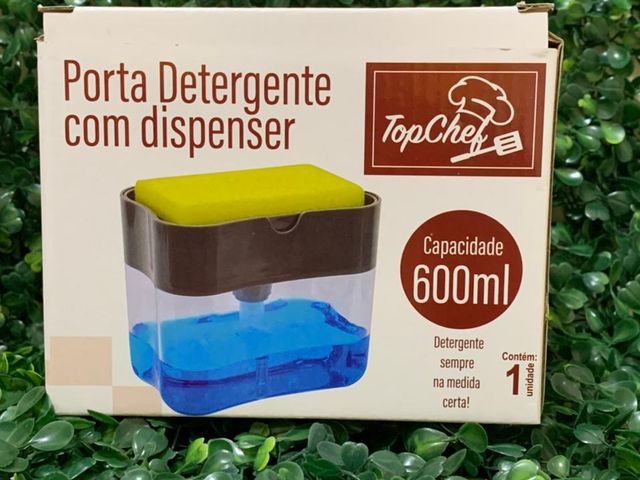 Porta Detergente
com dispenser
TopChef
Capacidade
600ml
Detergente
sempre
na medida
certa!
Contém:
1 unidade